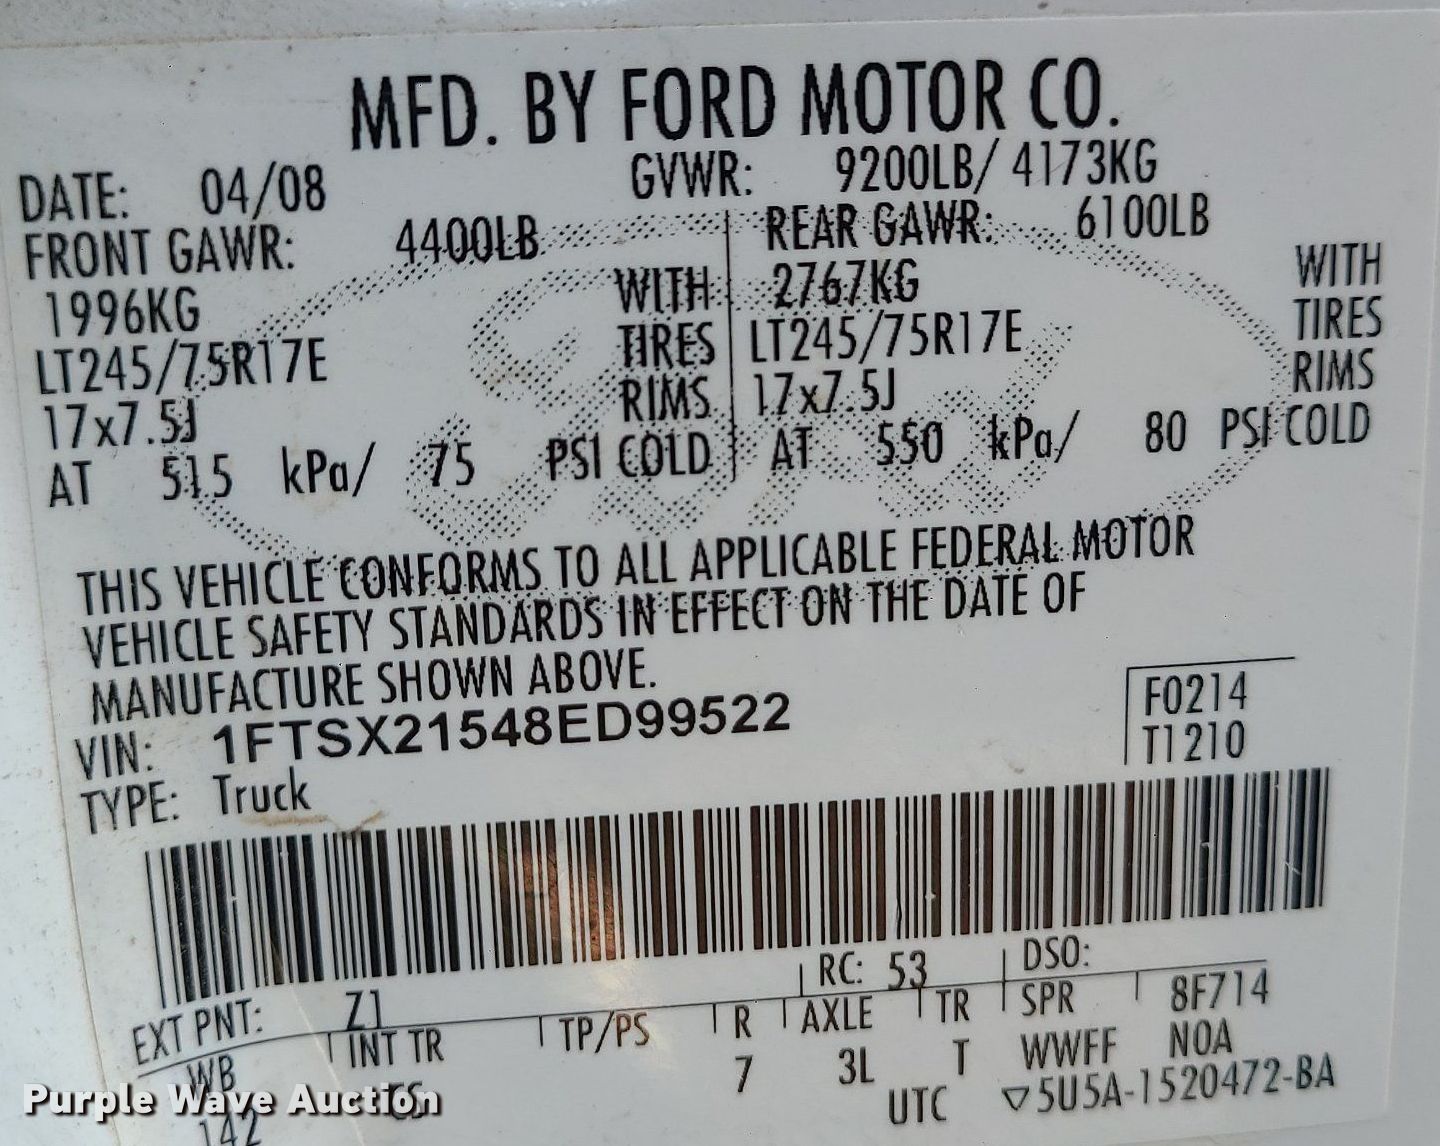 MFD. BY FORD MOTOR CO.
DATE: 04/08 GVWR: 9200LB/ 4173KG
FRONT GAWR: 4400LB REAR GAWR: 6100LB
1996KG WITH 2767KG WITH
LT245/75R17E TIRES LT245/75R17E TIRES
17x7.5J RIMS 17x7.5J RIMS
AT 515 kPa/ 75 PSI COLD AT 550 kPa/ 80 PSI COLD
THIS VEHICLE CONFORMS TO ALL APPLICABLE FEDERAL MOTOR
VEHICLE SAFETY STANDARDS IN EFFECT ON THE DATE OF
MANUFACTURE SHOWN ABOVE.
VIN: 1FTSX21548ED99522 F0214
TYPE: Truck T1210
EXT PNT: Z1 RC: 53 DSO:
WB INT TR TP/PS R AXLE TR SPR 8F714
142 7 3L T WWFF NOA
UTC ▽5U5A-1520472-BA
Purple Wave Auction